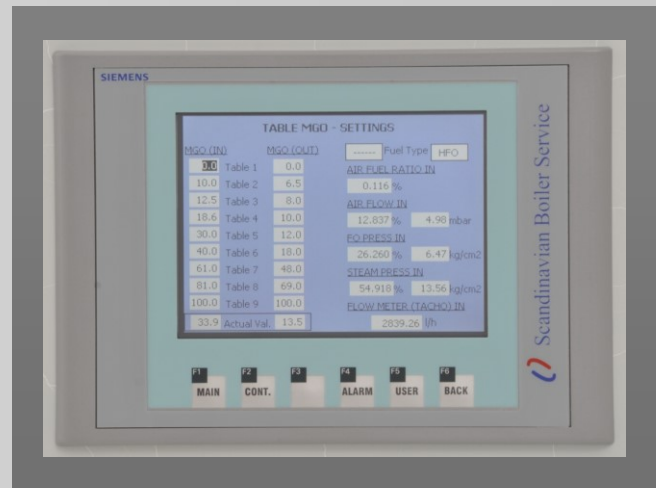 SIEMENS
TABLE MGO - SETTINGS
MGO (IN) MGO (OUT)
0.0 Table 1 0.0
10.0 Table 2 6.5
12.5 Table 3 8.0
18.6 Table 4 10.0
30.0 Table 5 12.0
40.0 Table 6 18.0
61.0 Table 7 48.0
81.0 Table 8 69.0
100.0 Table 9 100.0
33.9 Actual Val. 13.5
------ Fuel Type HFO
AIR FUEL RATIO IN
0.116 %
AIR FLOW IN
12.837 % 4.98 mbar
FO PRESS IN
26.260 % 6.47 kg/cm2
STEAM PRESS IN
54.918 % 13.56 kg/cm2
FLOW METER (TACHO) IN
2839.26 l/h
F1 F2 F3 F4 F5 F6
MAIN CONT. ALARM USER BACK
Scandinavian Boiler Service